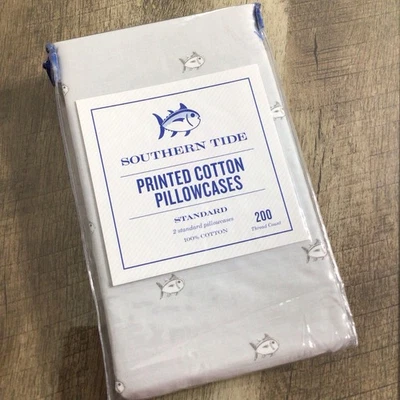 SOUTHERN TIDE
PRINTED COTTON
PILLOWCASES
STANDARD
2 standard pillowcases
100% COTTON
200
Thread Count